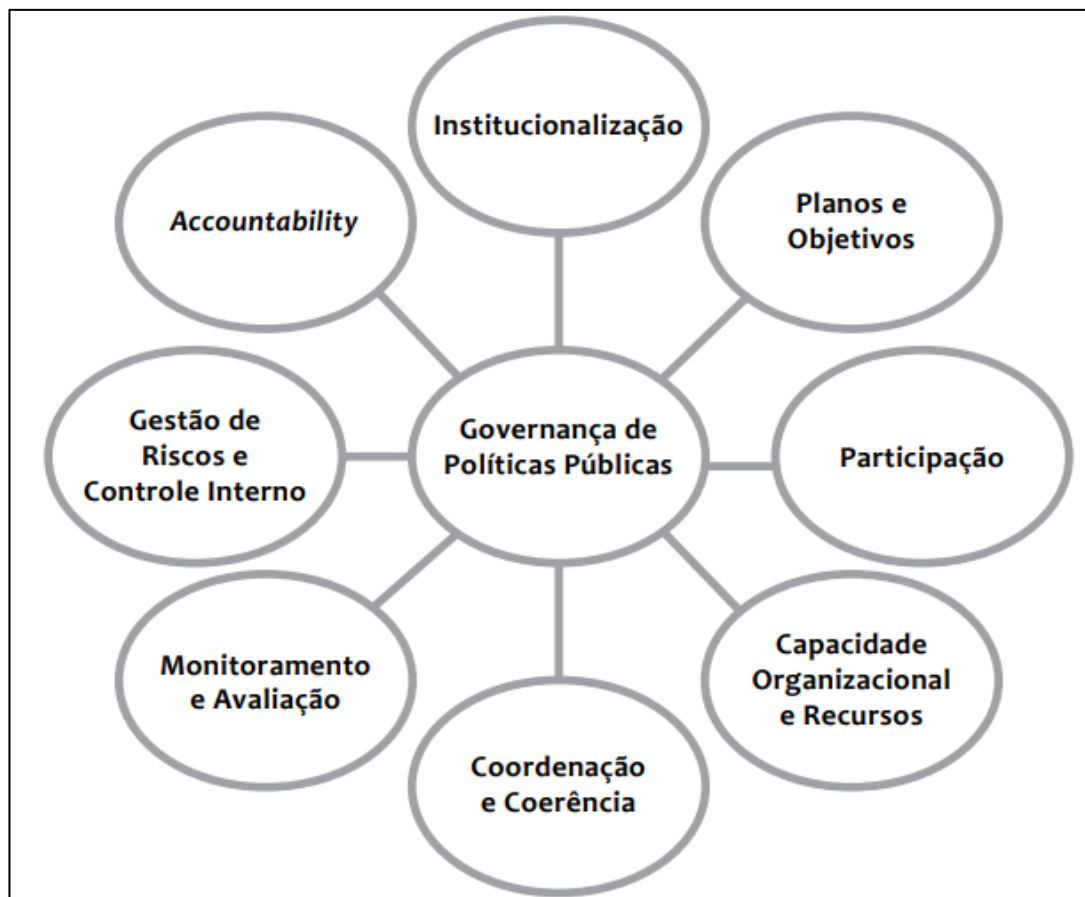 Institucionalização
Accountability
Planos e
Objetivos
Gestão de
Riscos e
Controle Interno
Governança de
Políticas Públicas
Participação
Monitoramento
e Avaliação
Capacidade
Organizacional
e Recursos
Coordenação
e Coerência